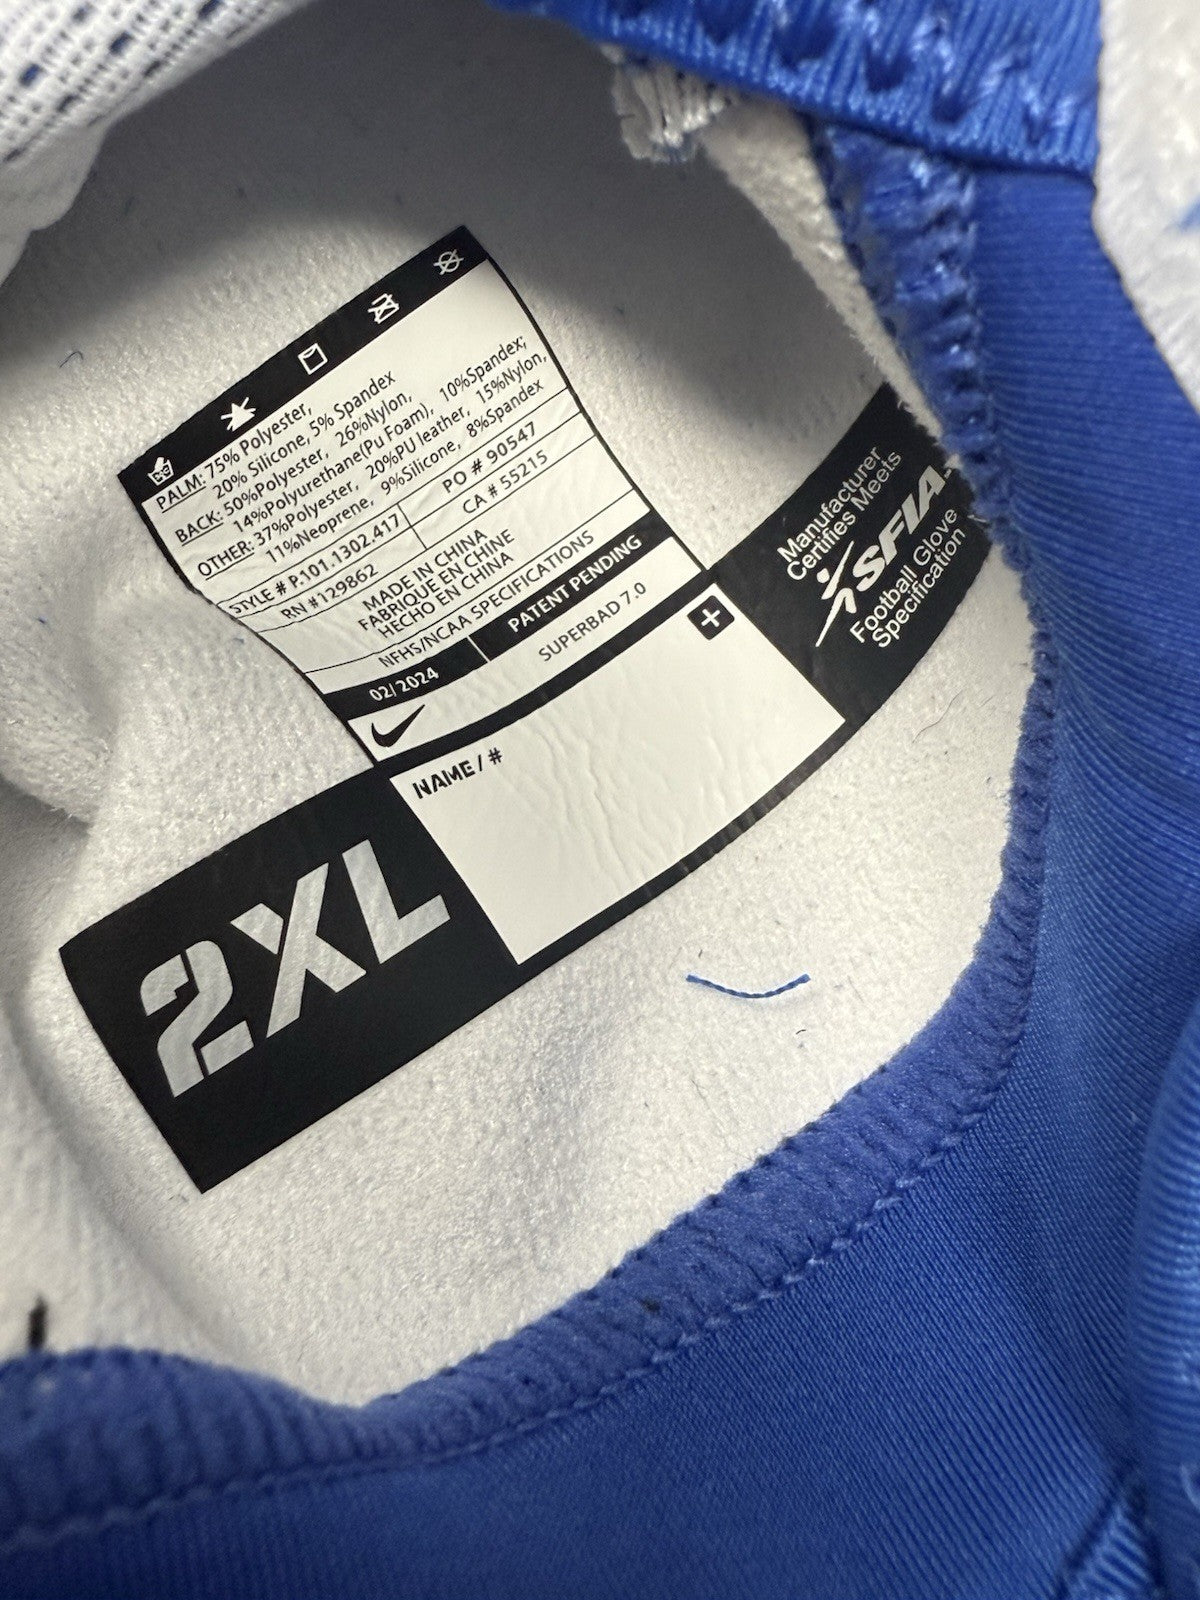 PALM: 75% Polyester,
20% Silicone, 5% Spandex
BACK: 50%Polyester, 26%Nylon,
14%Polyurethane(Pu Foam), 10%Spandex;
OTHER: 37%Polyester, 20%PU leather, 15%Nylon,
11%Neoprene, 9%Silicone, 8%Spandex
STYLE # P.101.1302.417
PO # 90547
RN #129862
CA # 55215
MADE IN CHINA
FABRIQUE EN CHINE
HECHO EN CHINA
NFHS/NCAA SPECIFICATIONS
02/ 2024
PATENT PENDING
SUPERBAD 7.0
NAME / #
2XL
Manufacturer
Certifies Meets
SFIA
Football Glove
Specification